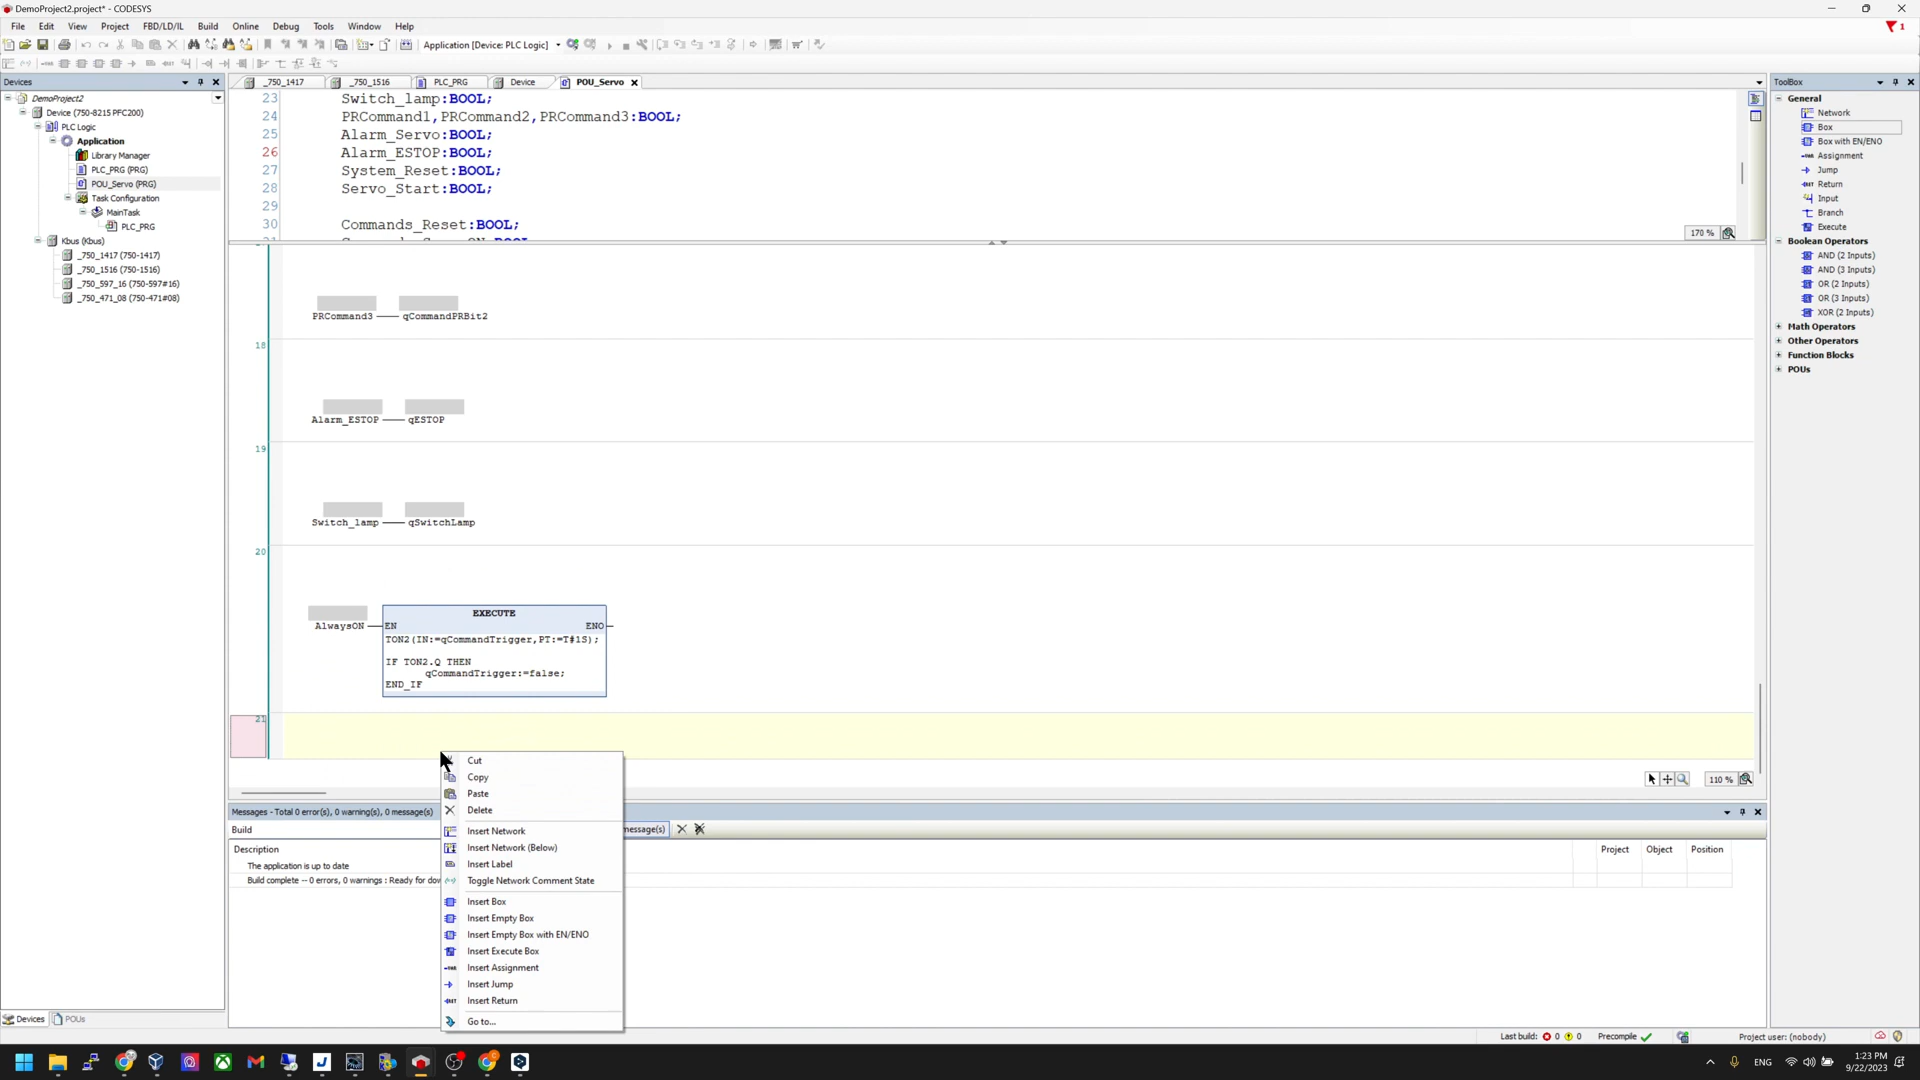 DemoProject2.project* - CODESYS
File Edit View Project FBD/LD/IL Build Online Debug Tools Window Help
1
Application [Device: PLC Logic]
Devices
DemoProject2
Device (750-8215 PFC200)
PLC Logic
Application
Library Manager
PLC_PRG (PRG)
POU_Servo (PRG)
Task Configuration
MainTask
PLC_PRG
Kbus (Kbus)
_750_1417 (750-1417)
_750_1516 (750-1516)
_750_597_16 (750-597#16)
_750_471_08 (750-471#08)
Devices POUs
_750_1417 _750_1516 PLC_PRG Device POU_Servo
23 Switch_lamp:BOOL;
24 PRCommand1,PRCommand2,PRCommand3:BOOL;
25 Alarm_Servo:BOOL;
26 Alarm_ESTOP:BOOL;
27 System_Reset:BOOL;
28 Servo_Start:BOOL;
29
30 Commands_Reset:BOOL;
170 %
PRCommand3 qCommandPRBit2
18
Alarm_ESTOP qESTOP
19
Switch_lamp qSwitchLamp
20
EXECUTE
AlwaysON EN ENO
TON2(IN:=qCommandTrigger,PT:=T#1S);
IF TON2.Q THEN
qCommandTrigger:=false;
END_IF
21
110 %
Cut
Copy
Paste
Delete
Insert Network
Insert Network (Below)
Insert Label
Toggle Network Comment State
Insert Box
Insert Empty Box
Insert Empty Box with EN/ENO
Insert Execute Box
Insert Assignment
Insert Jump
Insert Return
Go to...
Messages - Total 0 error(s), 0 warning(s), 0 message(s)
Build message(s)
Description Project Object Position
The application is up to date
Build complete -- 0 errors, 0 warnings : Ready for
ToolBox
General
Network
Box
Box with EN/ENO
Assignment
Jump
Return
Input
Branch
Execute
Boolean Operators
AND (2 Inputs)
AND (3 Inputs)
OR (2 Inputs)
OR (3 Inputs)
XOR (2 Inputs)
Math Operators
Other Operators
Function Blocks
POUs
Last build: 0 0 Precompile Project user: (nobody)
ENG 1:23 PM
9/22/2023